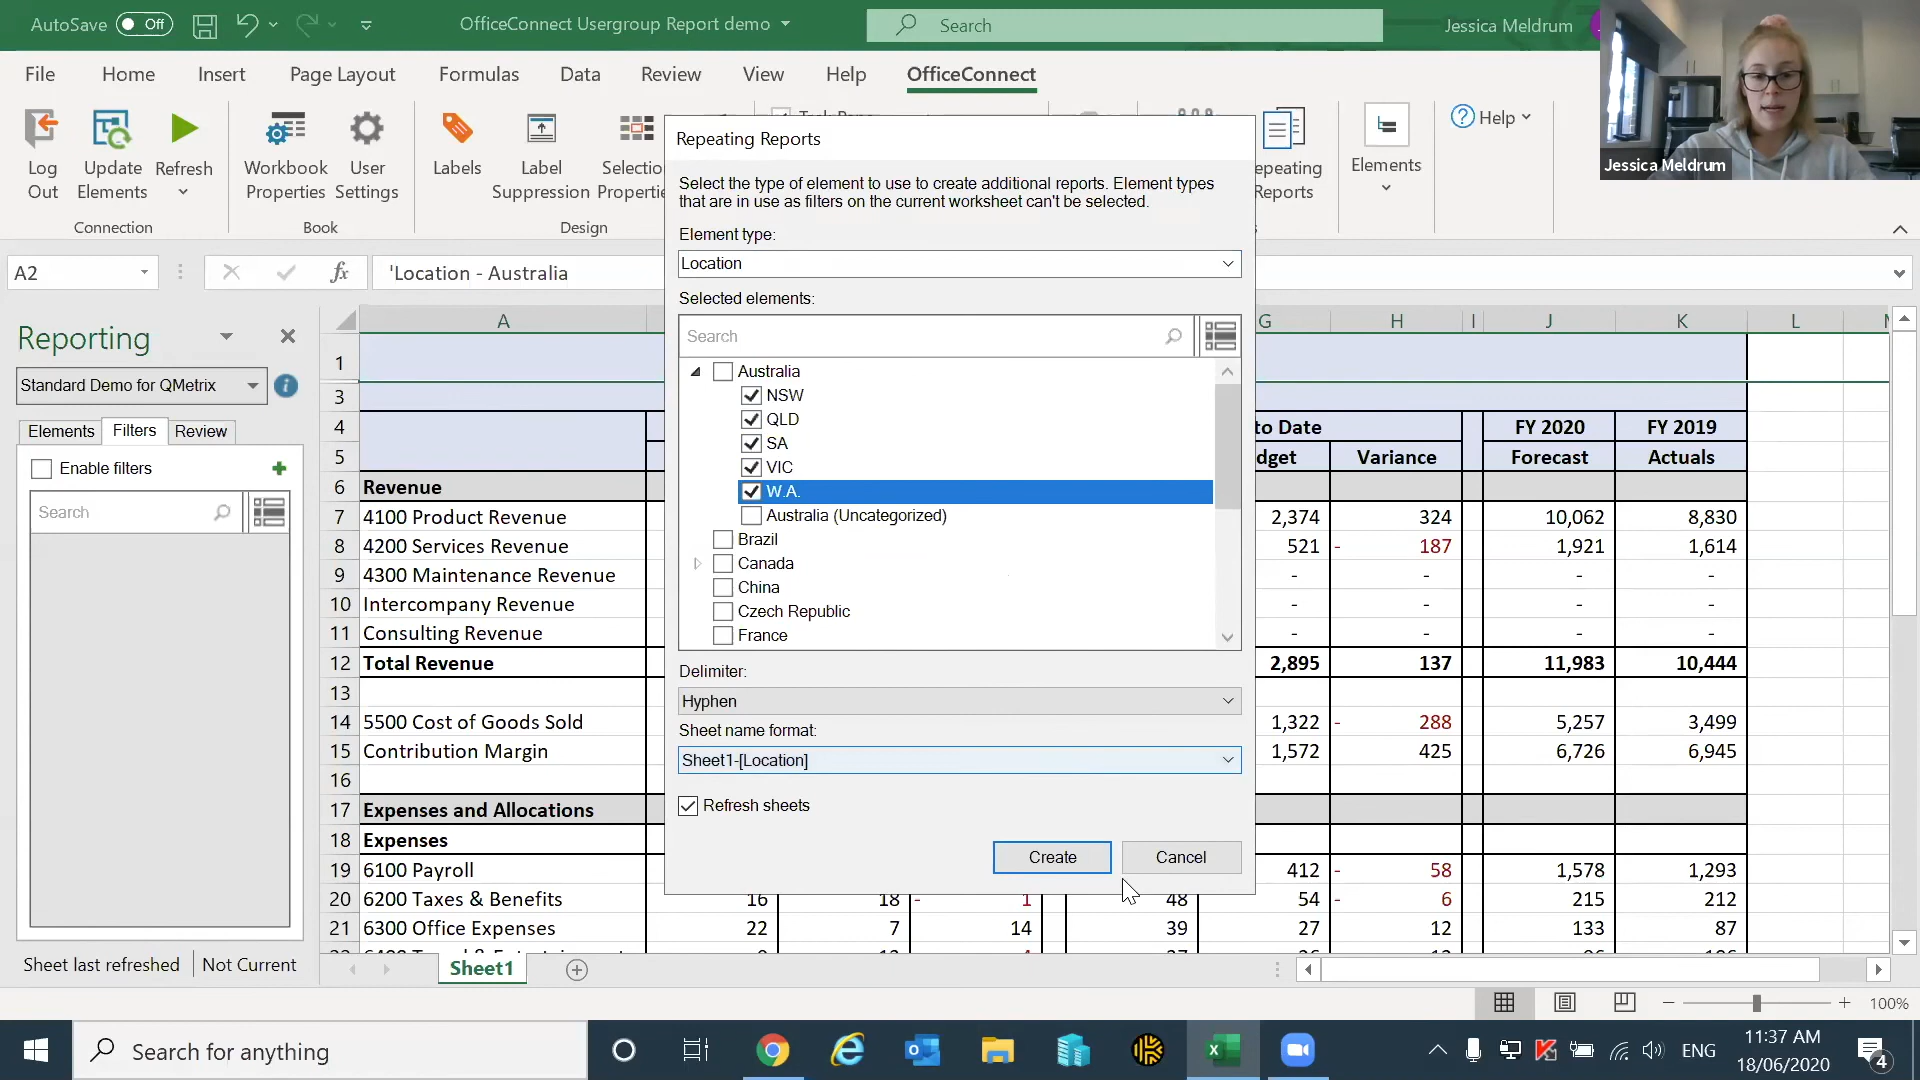 AutoSave Off
OfficeConnect Usergroup Report demo
Search
Jessica Meldrum
File Home Insert Page Layout Formulas Data Review View Help OfficeConnect
Log Out
Update Elements
Refresh
Workbook Properties
User Settings
Labels
Label Suppression
Elements
Help
Connection
Book
Design
Jessica Meldrum
A2
fx
'Location - Australia
Reporting
Standard Demo for QMetrix
Elements Filters Review
Enable filters
Search
Sheet last refreshed
Not Current
Repeating Reports
Select the type of element to use to create additional reports. Element types
that are in use as filters on the current worksheet can't be selected.
Element type:
Location
Selected elements:
Search
Australia
NSW
QLD
SA
VIC
W.A.
Australia (Uncategorized)
Brazil
Canada
China
Czech Republic
France
Delimiter:
Hyphen
Sheet name format:
Sheet1-[Location]
Refresh sheets
Create
Cancel
A G H I J K L
1
3
4 to Date FY 2020 FY 2019
5 dget Variance Forecast Actuals
6 Revenue
7 4100 Product Revenue 2,374 324 10,062 8,830
8 4200 Services Revenue 521 - 187 1,921 1,614
9 4300 Maintenance Revenue - - - -
10 Intercompany Revenue - - - -
11 Consulting Revenue - - - -
12 Total Revenue 2,895 137 11,983 10,444
13
14 5500 Cost of Goods Sold 1,322 - 288 5,257 3,499
15 Contribution Margin 1,572 425 6,726 6,945
16
17 Expenses and Allocations
18 Expenses
19 6100 Payroll 412 - 58 1,578 1,293
20 6200 Taxes & Benefits 16 18 - 1 48 54 - 6 215 212
21 6300 Office Expenses 22 7 14 39 27 12 133 87
Sheet1
100%
Search for anything
ENG
11:37 AM
18/06/2020
4